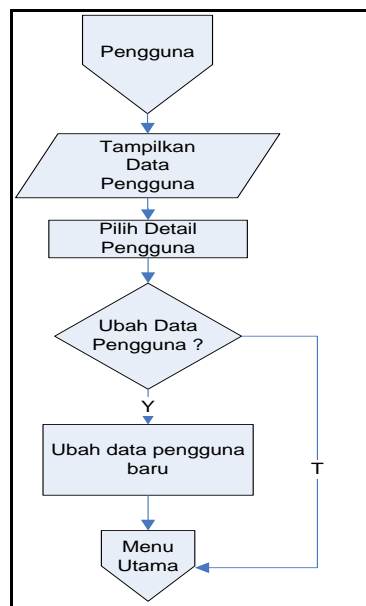 Pengguna
Tampilkan
Data
Pengguna
Pilih Detail
Pengguna
Ubah Data
Pengguna ?
Y
Ubah data pengguna
baru
T
Menu
Utama